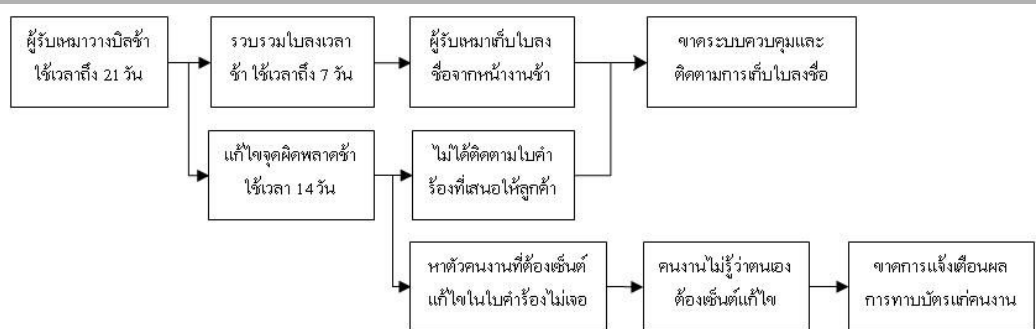 ผู้รับเหมาวางบิลช้า
ใช้เวลาถึง 21 วัน
รวบรวมใบลงเวลา
ช้า ใช้เวลาถึง 7 วัน
ผู้รับเหมาเก็บใบลง
ชื่อจากหน้างานช้า
ขาดระบบควบคุมและ
ติดตามการเก็บใบลงชื่อ
แก้ไขจุดผิดพลาดช้า
ใช้เวลา 14 วัน
ไม่ได้ติดตามใบคำ
ร้องที่เสนอให้ลูกค้า
หาตัวคนงานที่ต้องเซ็นต์
แก้ไขในใบคำร้องไม่เจอ
คนงานไม่รู้ว่าตนเอง
ต้องเซ็นต์แก้ไข
ขาดการแจ้งเตือนผล
การทาบบัตรแก่คนงาน